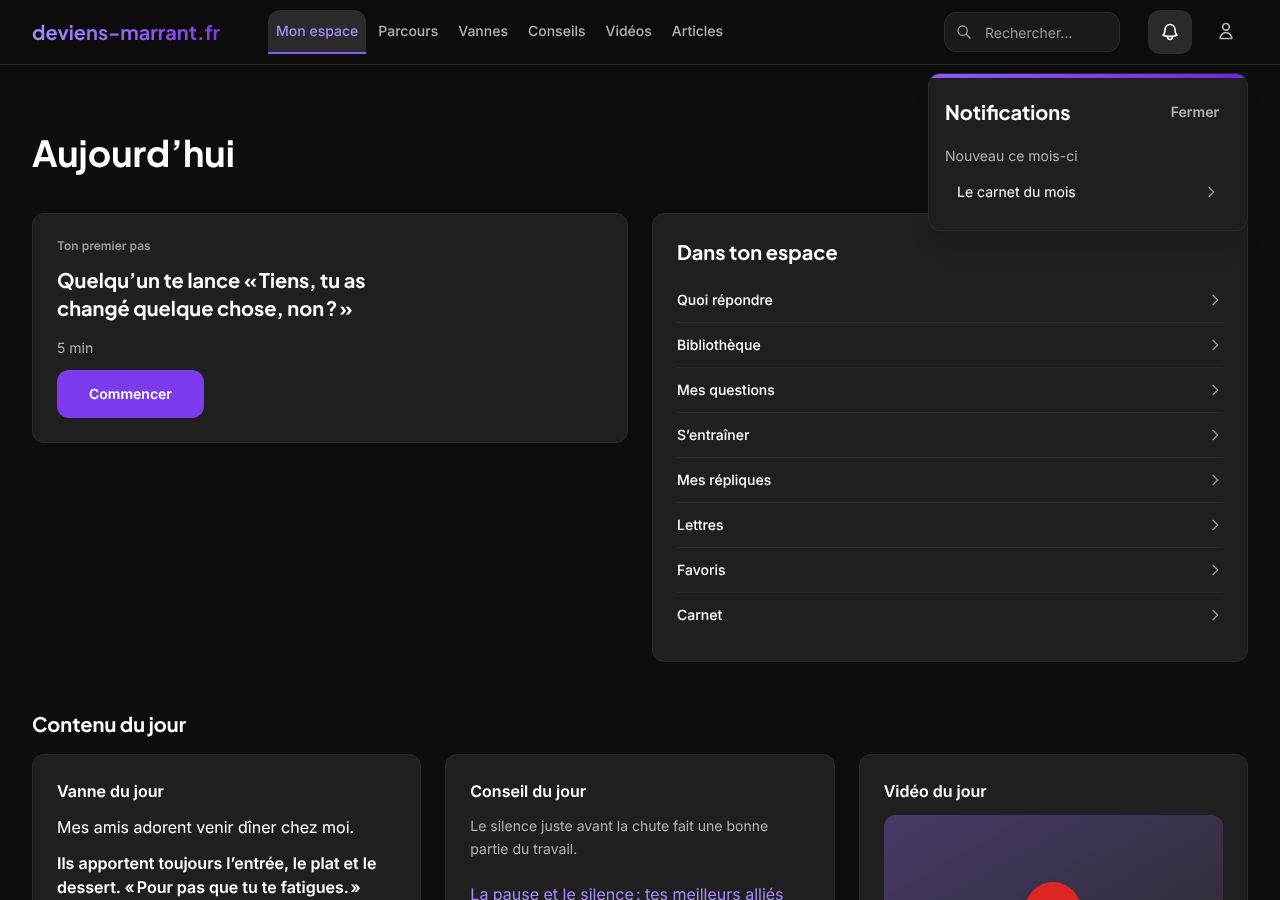 deviens-marrant.fr
Mon espace
Parcours
Vannes
Conseils
Vidéos
Articles
Rechercher...
Notifications
Fermer
Nouveau ce mois-ci
Le carnet du mois
Aujourd’hui
Ton premier pas
Quelqu’un te lance « Tiens, tu as
changé quelque chose, non ? »
5 min
Commencer
Dans ton espace
Quoi répondre
Bibliothèque
Mes questions
S’entraîner
Mes répliques
Lettres
Favoris
Carnet
Contenu du jour
Vanne du jour
Mes amis adorent venir dîner chez moi.
Ils apportent toujours l’entrée, le plat et le
dessert. « Pour pas que tu te fatigues. »
Conseil du jour
Le silence juste avant la chute fait une bonne
partie du travail.
La pause et le silence : tes meilleurs alliés
Vidéo du jour